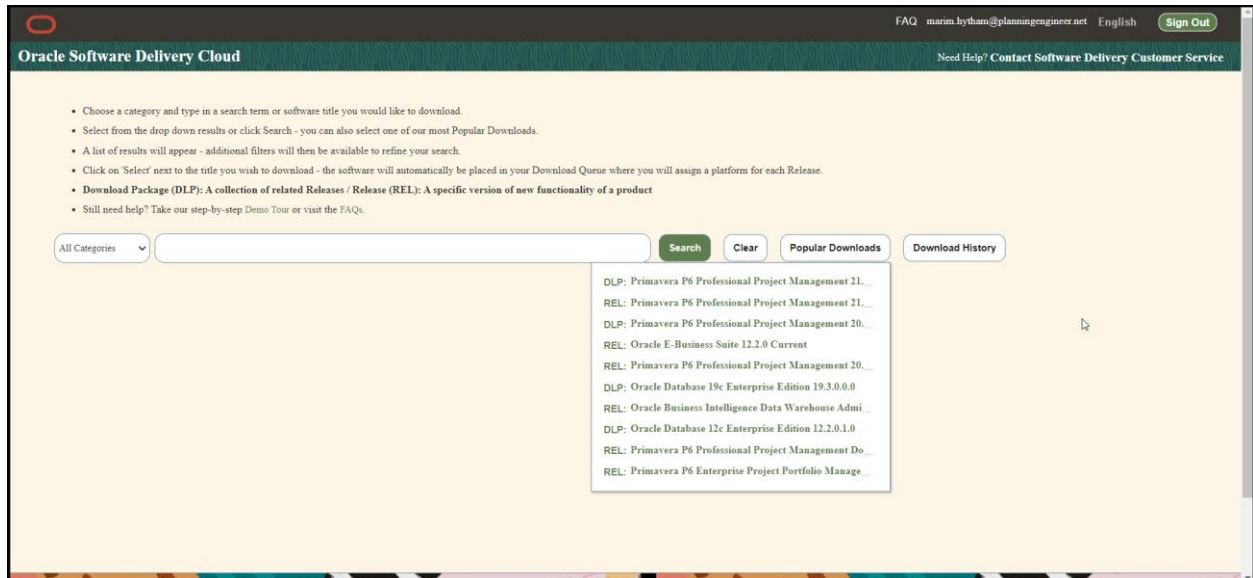 FAQ marim.hytham@planningengineer.net English Sign Out
Oracle Software Delivery Cloud Need Help? Contact Software Delivery Customer Service
• Choose a category and type in a search term or software title you would like to download.
• Select from the drop down results or click Search - you can also select one of our most Popular Downloads.
• A list of results will appear - additional filters will then be available to refine your search.
• Click on 'Select' next to the title you wish to download - the software will automatically be placed in your Download Queue where you will assign a platform for each Release.
• Download Package (DLP): A collection of related Releases / Release (REL): A specific version of new functionality of a product
• Still need help? Take our step-by-step Demo Tour or visit the FAQs.
All Categories Search Clear Popular Downloads Download History
DLP: Primavera P6 Professional Project Management 21....
REL: Primavera P6 Professional Project Management 21....
DLP: Primavera P6 Professional Project Management 20....
REL: Oracle E-Business Suite 12.2.0 Current
REL: Primavera P6 Professional Project Management 20....
DLP: Oracle Database 19c Enterprise Edition 19.3.0.0.0
REL: Oracle Business Intelligence Data Warehouse Admi...
DLP: Oracle Database 12c Enterprise Edition 12.2.0.1.0
REL: Primavera P6 Professional Project Management Do...
REL: Primavera P6 Enterprise Project Portfolio Manage...